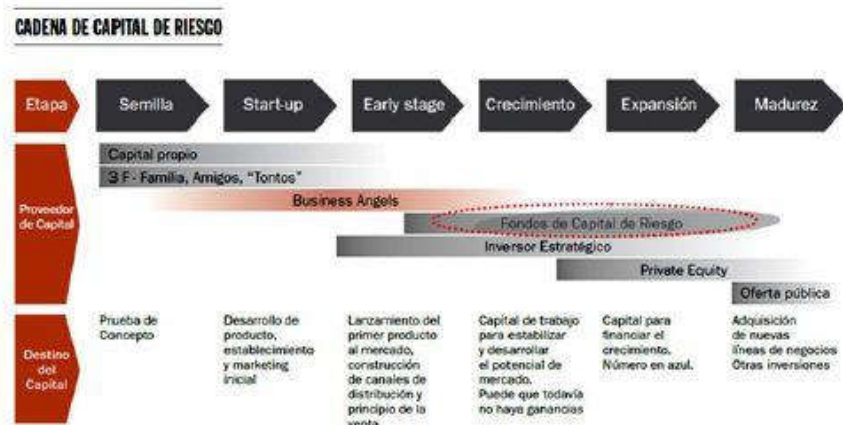 CADENA DE CAPITAL DE RIESGO
Etapa
Semilla
Start-up
Early stage
Crecimiento
Expansión
Madurez
Proveedor
de Capital
Capital propio
3 F - Familia, Amigos, "Tontos"
Business Angels
Fondos de Capital de Riesgo
Inversor Estratégico
Private Equity
Oferta pública
Destino
del
Capital
Prueba de
Concepto
Desarrollo de
producto,
establecimiento
y marketing
inicial
Lanzamiento del
primer producto
al mercado,
construcción
de canales de
distribución y
principio de la
venta
Capital de trabajo
para estabilizar
y desarrollar
el potencial de
mercado.
Puede que todavía
no haya ganancias
Capital para
financiar el
crecimiento.
Número en azul.
Adquisición
de nuevas
líneas de negocios
Otras inversiones